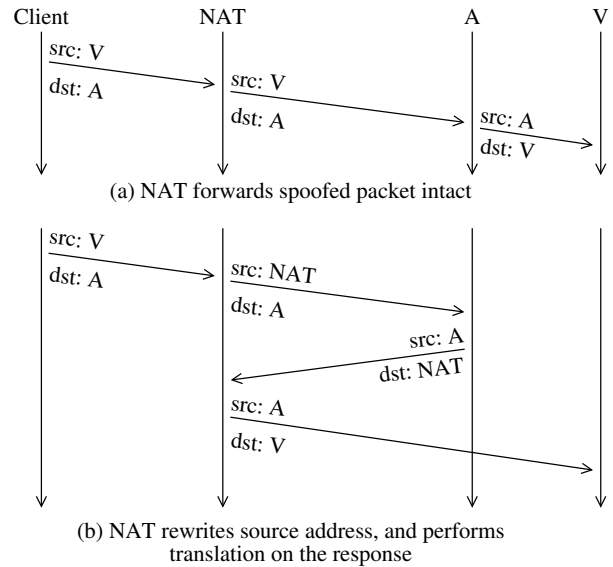 Client NAT A V
src: V
dst: A
src: V
dst: A
src: A
dst: V
(a) NAT forwards spoofed packet intact
src: V
dst: A
src: NAT
dst: A
src: A
dst: NAT
src: A
dst: V
(b) NAT rewrites source address, and performs
translation on the response